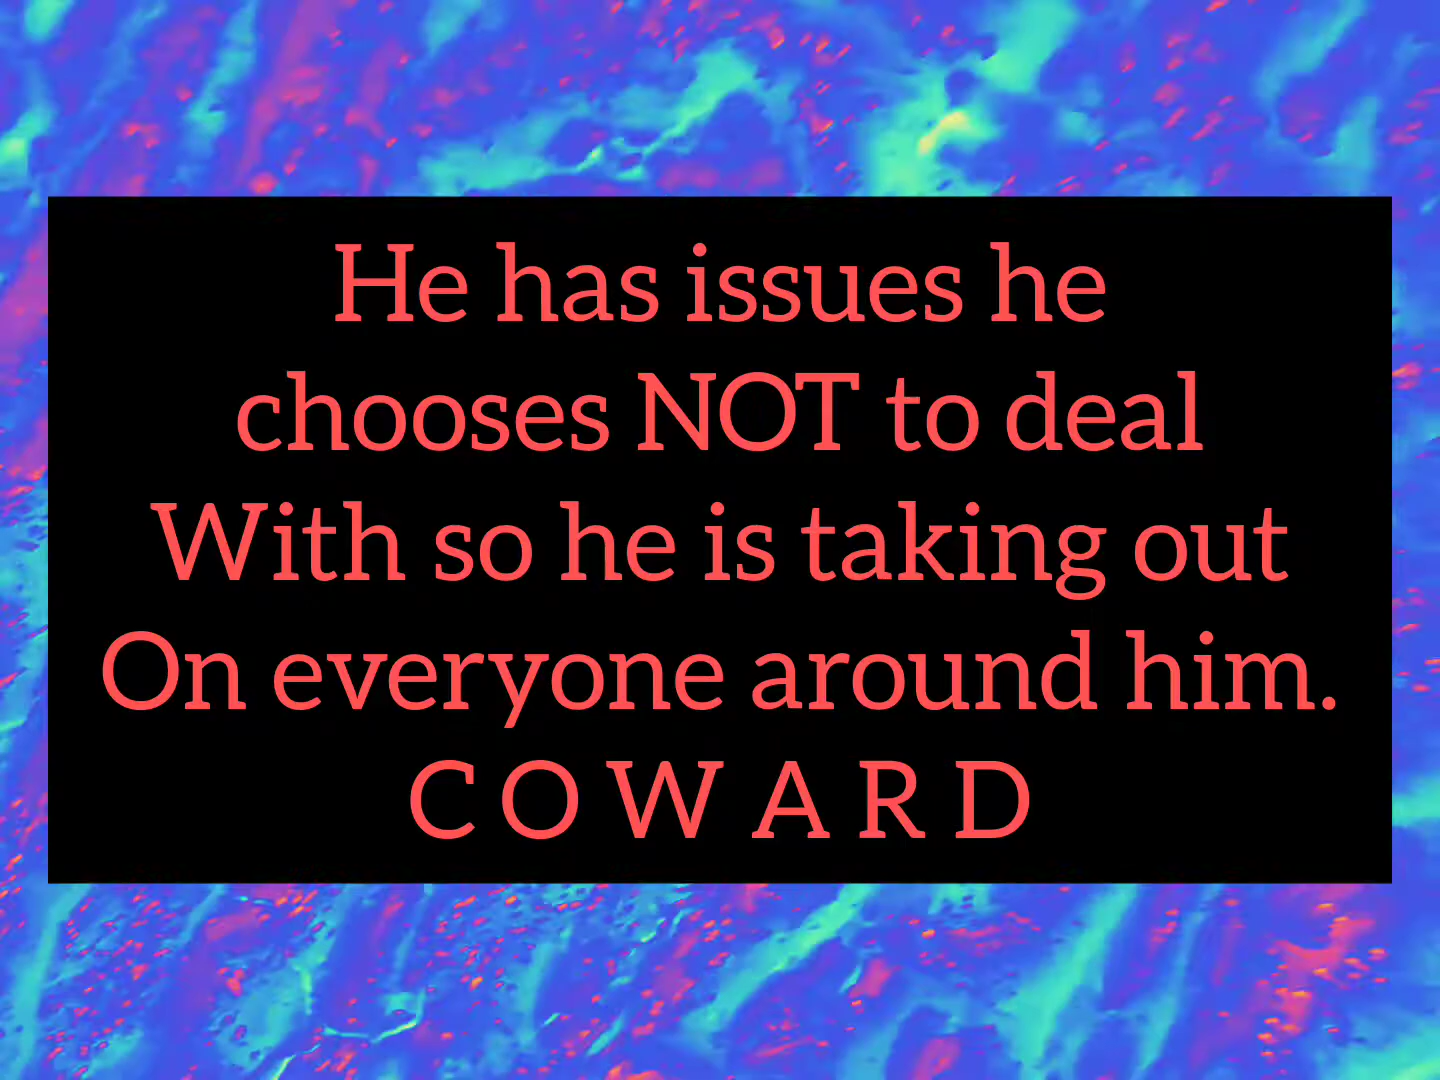 He has issues he
chooses NOT to deal
With so he is taking out
On everyone around him.
C O W A R D